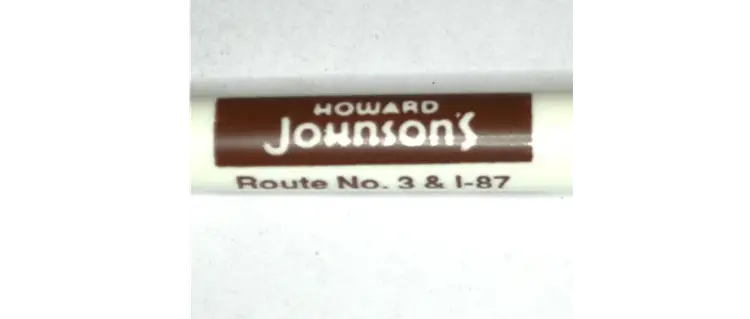 HOWARD
JOHNSON'S
Route No. 3 & I-87